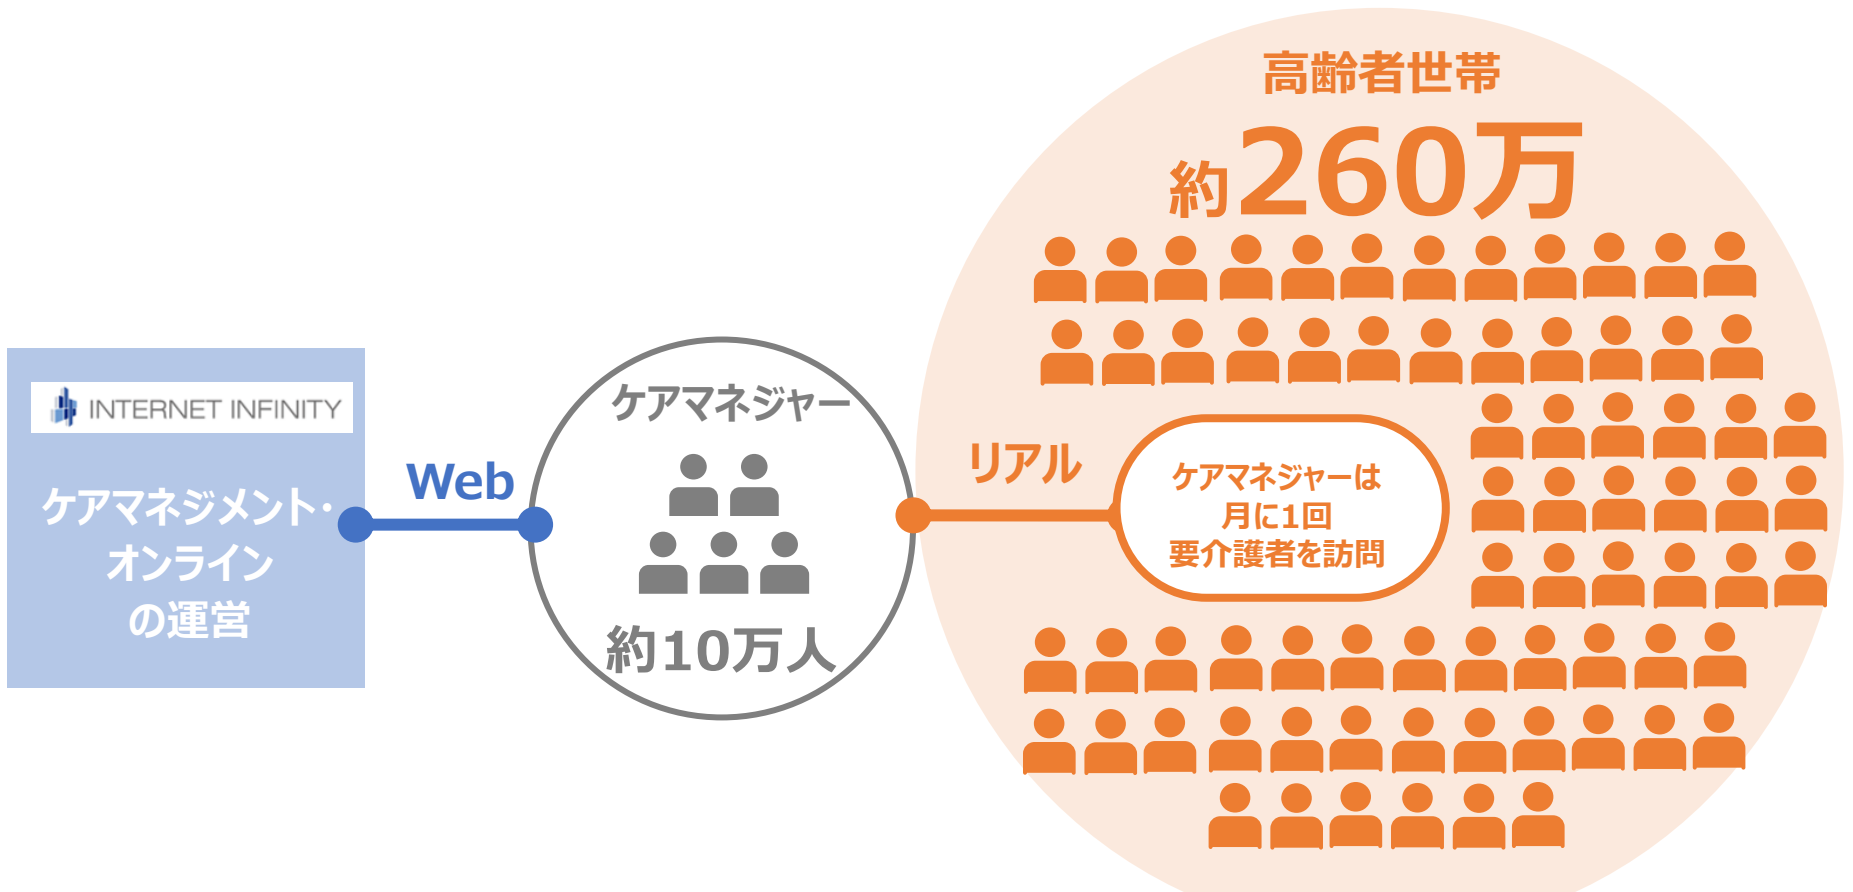 INTERNET INFINITY
ケアマネジメント・
オンライン
の運営
Web
ケアマネジャー
約10万人
リアル
ケアマネジャーは
月に1回
要介護者を訪問
高齢者世帯
約260万